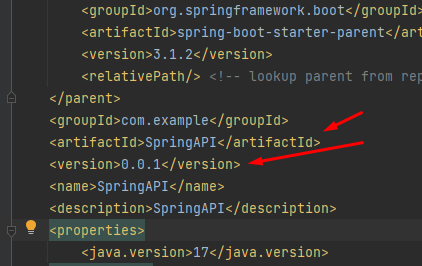 <groupId>org.springframework.boot</groupId>
<artifactId>spring-boot-starter-parent</art
<version>3.1.2</version>
<relativePath/> <!-- lookup parent from rep
</parent>
<groupId>com.example</groupId>
<artifactId>SpringAPI</artifactId>
<version>0.0.1</version>
<name>SpringAPI</name>
<description>SpringAPI</description>
<properties>
<java.version>17</java.version>